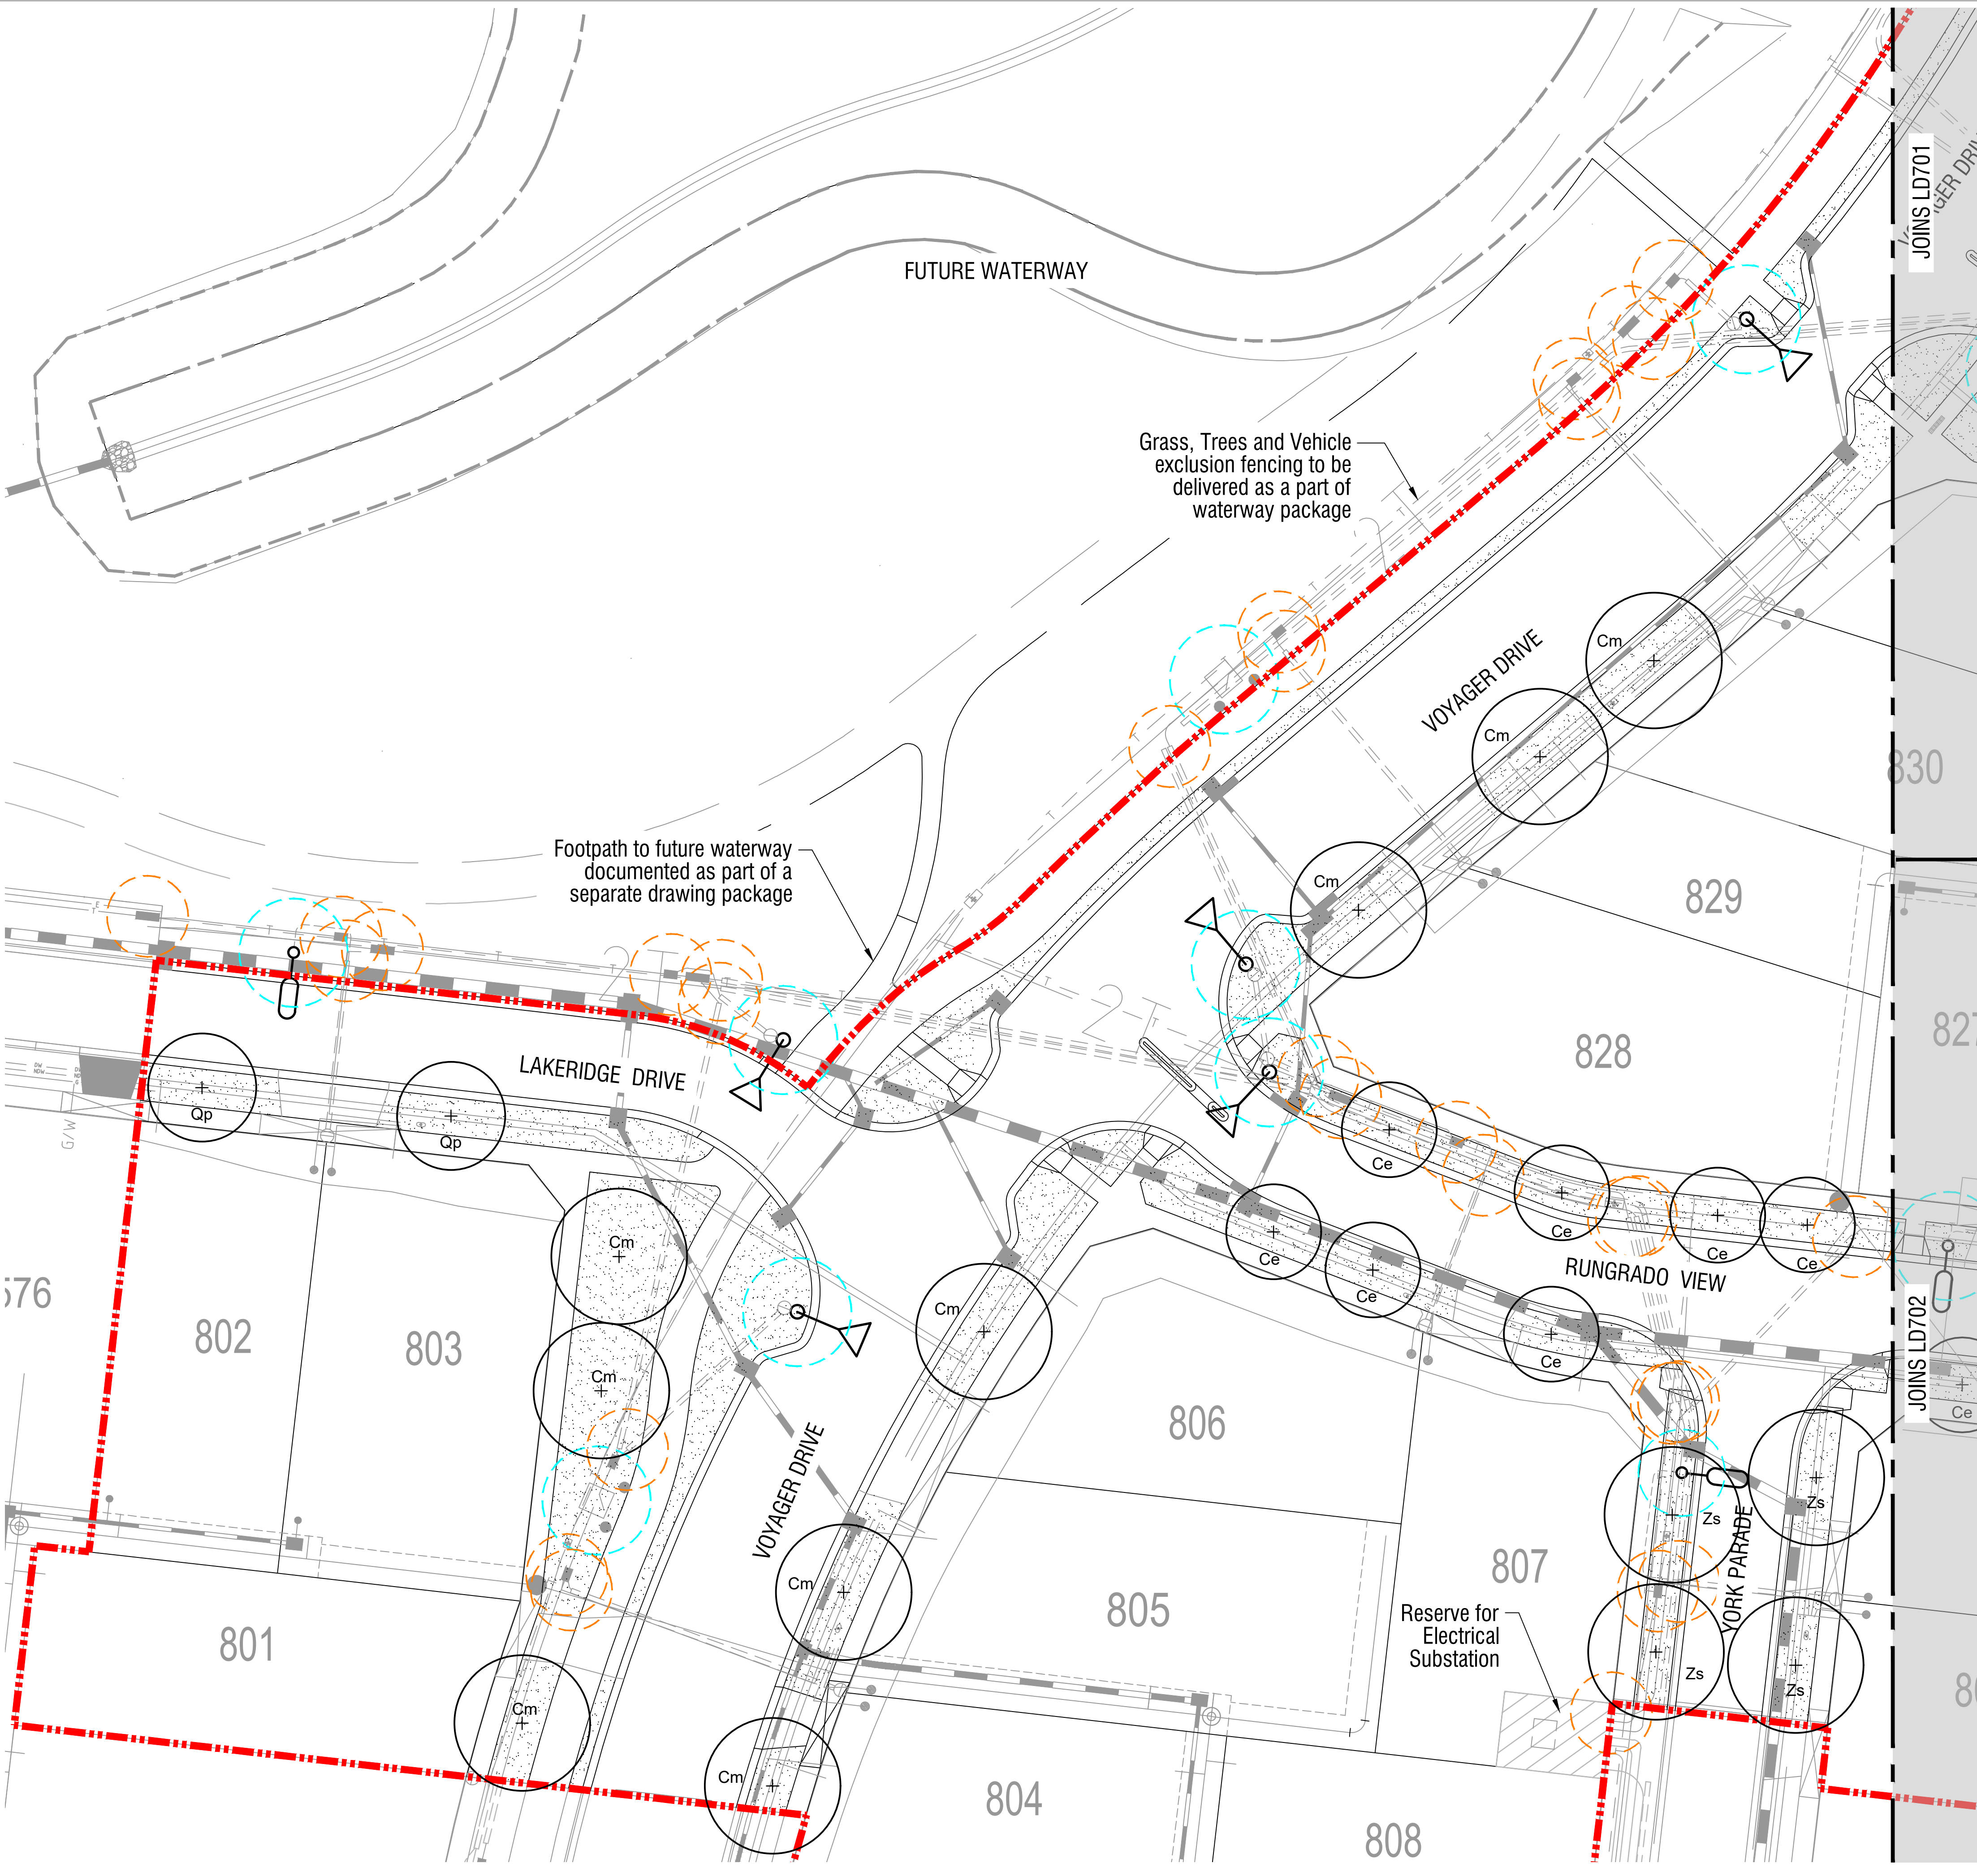 JOINS LD701
FUTURE WATERWAY
Grass, Trees and Vehicle
exclusion fencing to be
delivered as a part of
waterway package
Cm
VOYAGER DRIVE
Cm
830
Footpath to future waterway
documented as part of a
separate drawing package
Cm
829
LAKERIDGE DRIVE
828
Qp
Qp
G/W
Ce
Ce
Ce
Ce
Cm
Ce
Ce
RUNGRADO VIEW
Cm
Ce
802
803
Cm
JOINS LD702
Ce
806
VOYAGER DRIVE
Zs
Zs
YORK PARADE
807
Cm
805
Reserve for
Electrical
Substation
801
Zs
Zs
Cm
Cm
804
808